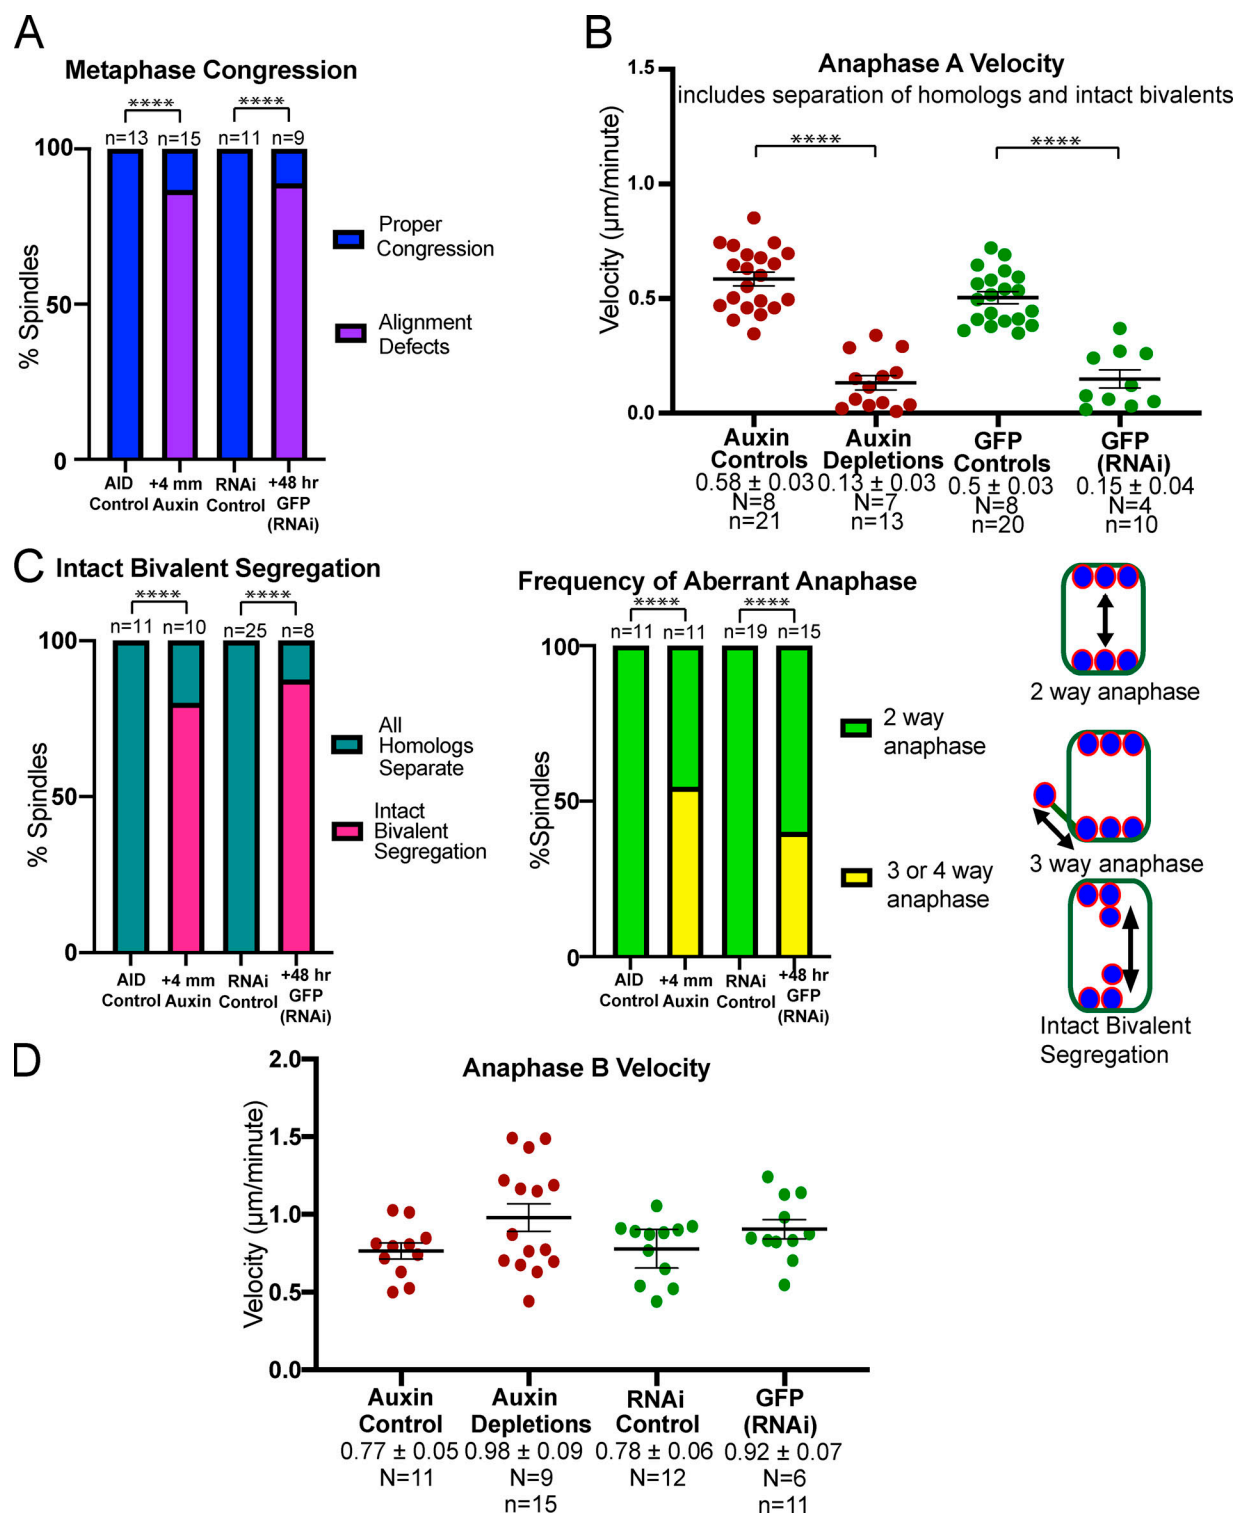 A
Metaphase Congression
****
****
n=13
n=15
n=11
n=9
100
50
0
% Spindles
AID
Control
+4 mm
Auxin
RNAi
Control
+48 hr
GFP
(RNAi)
Proper
Congression
Alignment
Defects
B
Anaphase A Velocity
includes separation of homologs and intact bivalents
****
****
1.5
1.0
0.5
0.0
Velocity (μm/minute)
Auxin
Controls
0.58 ± 0.03
N=8
n=21
Auxin
Depletions
0.13 ± 0.03
N=7
n=13
GFP
Controls
0.5 ± 0.03
N=8
n=20
GFP
(RNAi)
0.15 ± 0.04
N=4
n=10
C
Intact Bivalent Segregation
****
****
n=11
n=10
n=25
n=8
100
50
0
% Spindles
AID
Control
+4 mm
Auxin
RNAi
Control
+48 hr
GFP
(RNAi)
All
Homologs
Separate
Intact
Bivalent
Segregation
Frequency of Aberrant Anaphase
****
****
n=11
n=11
n=19
n=15
100
50
0
%Spindles
AID
Control
+4 mm
Auxin
RNAi
Control
+48 hr
GFP
(RNAi)
2 way
anaphase
3 or 4 way
anaphase
2 way anaphase
3 way anaphase
Intact Bivalent
Segregation
D
Anaphase B Velocity
2.0
1.5
1.0
0.5
0.0
Velocity (μm/minute)
Auxin
Control
0.77 ± 0.05
N=11
Auxin
Depletions
0.98 ± 0.09
N=9
n=15
RNAi
Control
0.78 ± 0.06
N=12
GFP
(RNAi)
0.92 ± 0.07
N=6
n=11